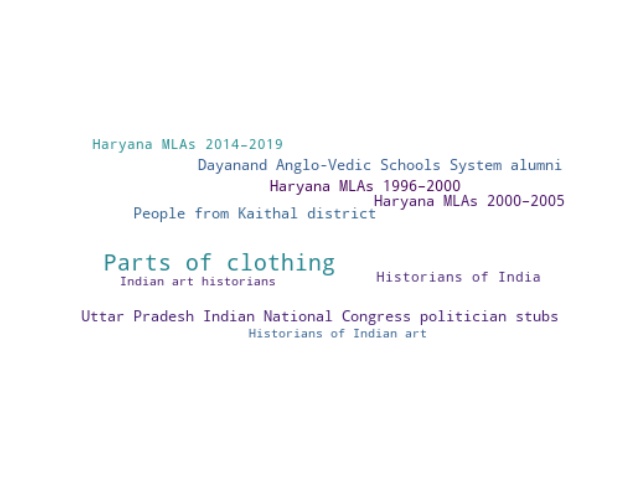 Haryana MLAs 2014–2019
Dayanand Anglo-Vedic Schools System alumni
Haryana MLAs 1996–2000
Haryana MLAs 2000–2005
People from Kaithal district
Parts of clothing
Historians of India
Indian art historians
Uttar Pradesh Indian National Congress politician stubs
Historians of Indian art